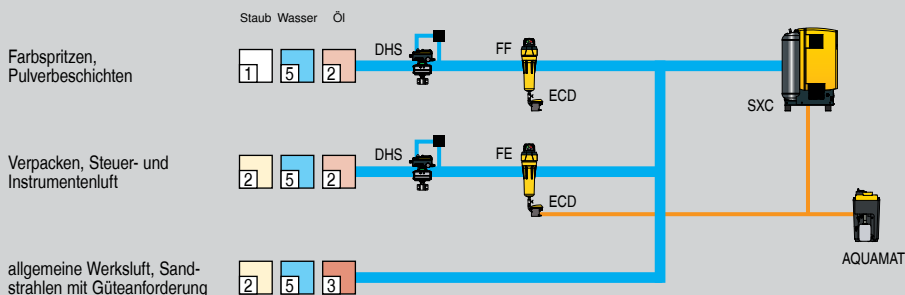 Staub Wasser Öl
Farbspritzen,
Pulverbeschichten
1 5 2
DHS
FF
ECD
SXC
Verpacken, Steuer- und
Instrumentenluft
2 5 2
DHS
FE
ECD
AQUAMAT
allgemeine Werksluft, Sand-
strahlen mit Güteanforderung
2 5 3